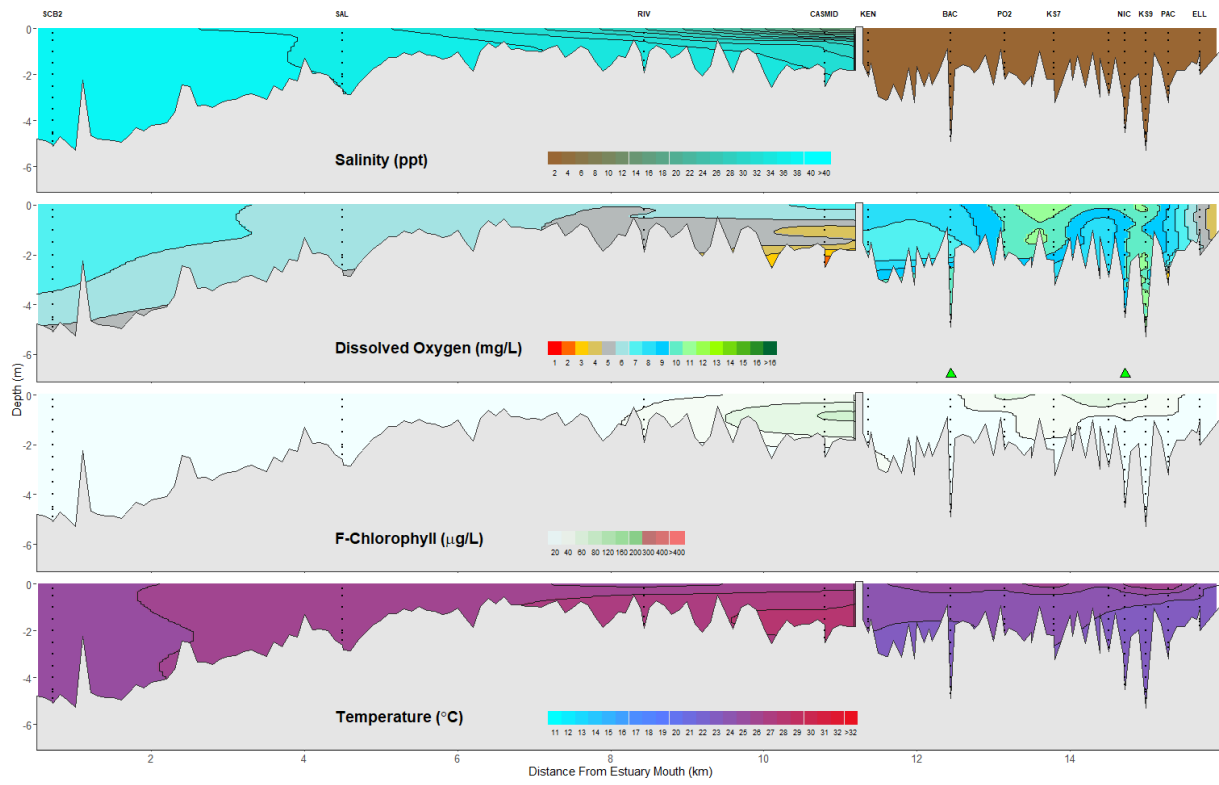 SCB2 SAL RIV CASMID KEN BAC PO2 KS7 NIC KS9 PAC ELL
0
-2
-4
-6
Salinity (ppt)
2 4 6 8 10 12 14 16 18 20 22 24 26 28 30 32 34 36 38 40 >40
0
-2
-4
-6
Dissolved Oxygen (mg/L)
1 2 3 4 5 6 7 8 9 10 11 12 13 14 15 16 >16
Depth (m)
0
-2
-4
-6
F-Chlorophyll (μg/L)
20 40 60 80 120 160 200 300 400 >400
0
-2
-4
-6
Temperature (°C)
11 12 13 14 15 16 17 18 19 20 22 23 24 25 26 27 28 29 30 31 32 >32
2 4 6 8 10 12 14
Distance From Estuary Mouth (km)